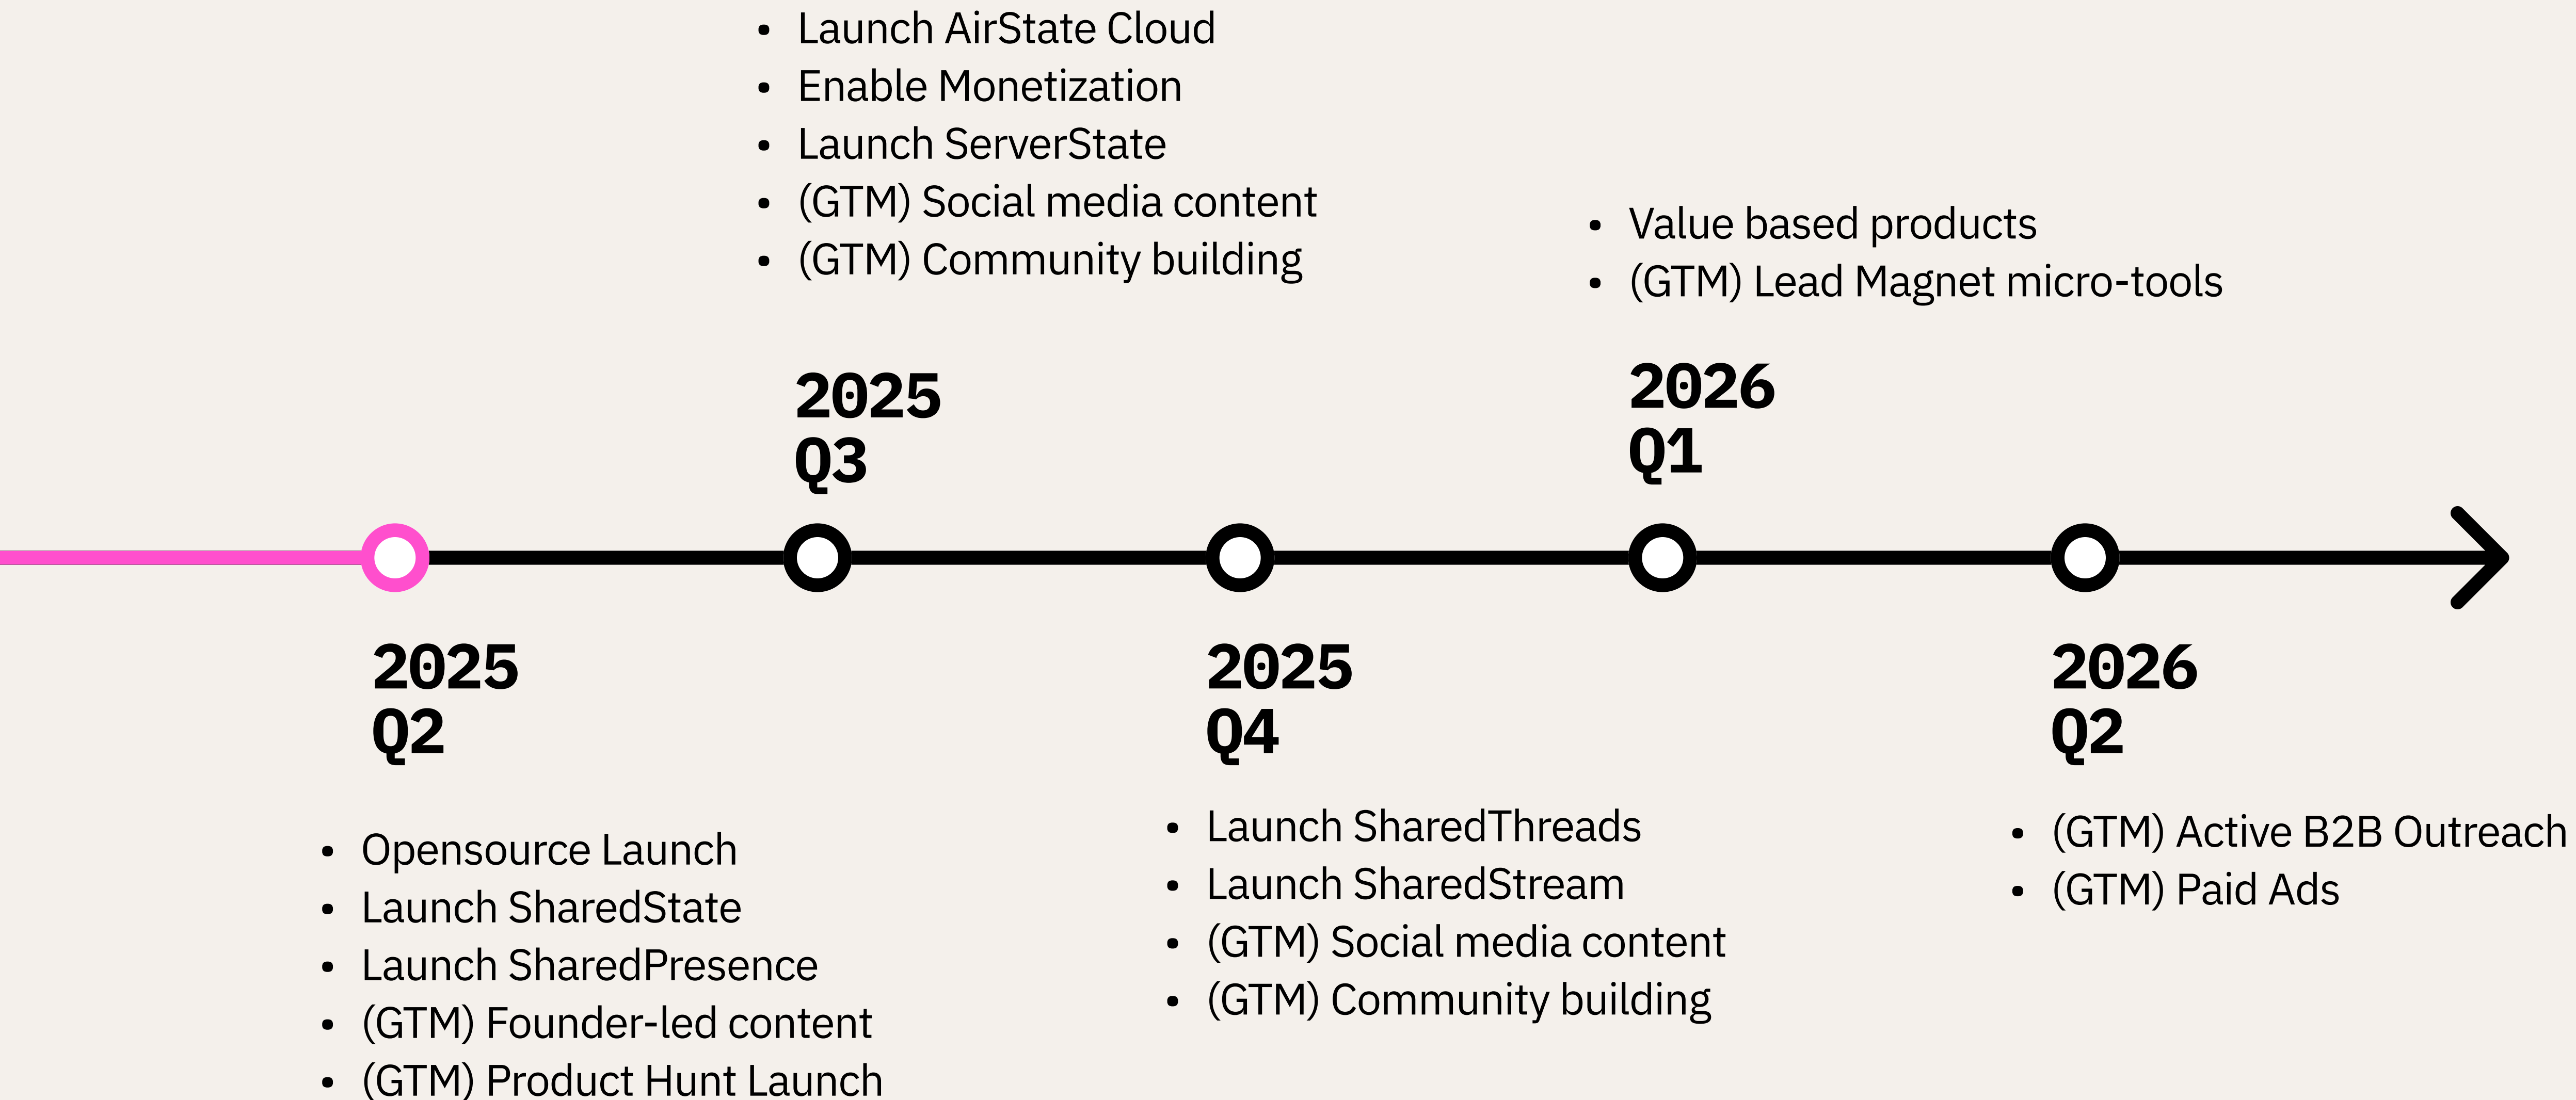 • Launch AirState Cloud
• Enable Monetization
• Launch ServerState
• (GTM) Social media content
• (GTM) Community building
2025
Q3
• Value based products
• (GTM) Lead Magnet micro-tools
2026
Q1
2025
Q2
• Opensource Launch
• Launch SharedState
• Launch SharedPresence
• (GTM) Founder-led content
• (GTM) Product Hunt Launch
2025
Q4
• Launch SharedThreads
• Launch SharedStream
• (GTM) Social media content
• (GTM) Community building
2026
Q2
• (GTM) Active B2B Outreach
• (GTM) Paid Ads